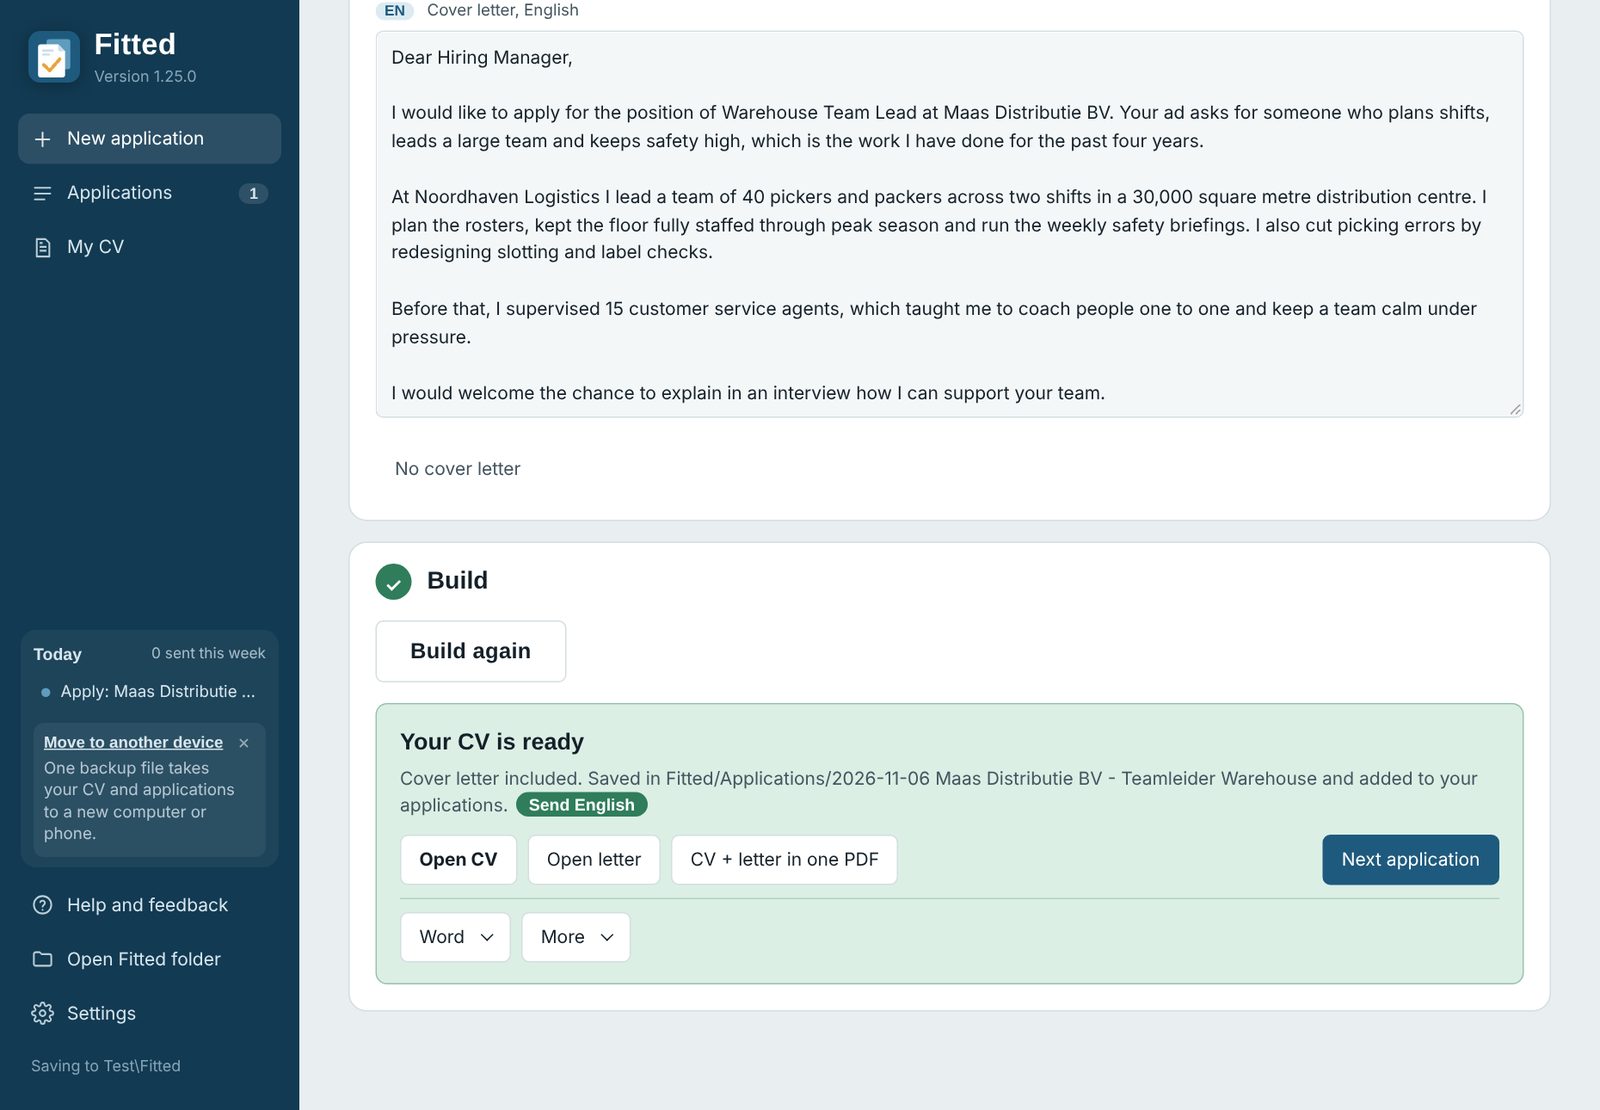 Fitted
Version 1.25.0
New application
Applications 1
My CV
Today 0 sent this week
Apply: Maas Distributie ...
Move to another device
One backup file takes
your CV and applications
to a new computer or
phone.
Help and feedback
Open Fitted folder
Settings
Saving to Test\Fitted
EN Cover letter, English
Dear Hiring Manager,
I would like to apply for the position of Warehouse Team Lead at Maas Distributie BV. Your ad asks for someone who plans shifts,
leads a large team and keeps safety high, which is the work I have done for the past four years.
At Noordhaven Logistics I lead a team of 40 pickers and packers across two shifts in a 30,000 square metre distribution centre. I
plan the rosters, kept the floor fully staffed through peak season and run the weekly safety briefings. I also cut picking errors by
redesigning slotting and label checks.
Before that, I supervised 15 customer service agents, which taught me to coach people one to one and keep a team calm under
pressure.
I would welcome the chance to explain in an interview how I can support your team.
No cover letter
Build
Build again
Your CV is ready
Cover letter included. Saved in Fitted/Applications/2026-11-06 Maas Distributie BV - Teamleider Warehouse and added to your
applications. Send English
Open CV Open letter CV + letter in one PDF Next application
Word More